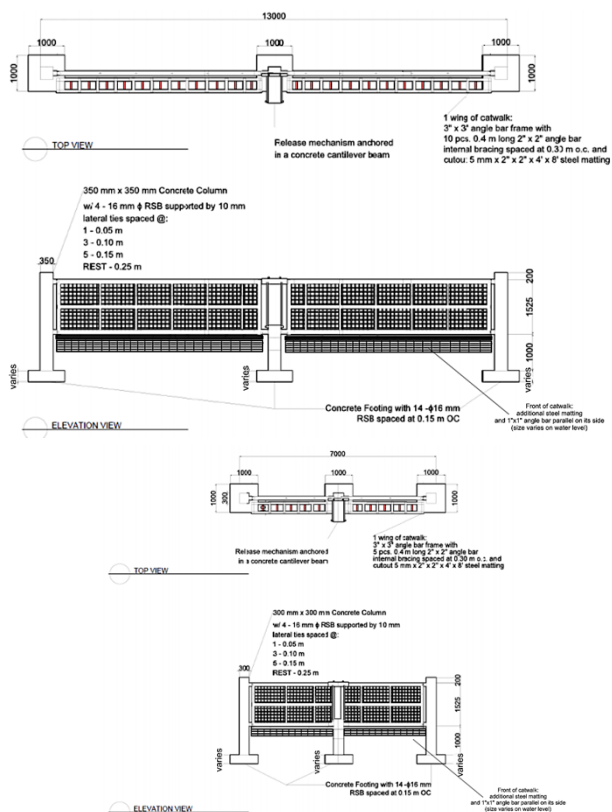 13000
1000
1000
1000
1000
1000
TOP VIEW
Release mechanism anchored
in a concrete cantilever beam
1 wing of catwalk:
3" x 3" angle bar frame with
10 pcs. 0.4 m long 2" x 2" angle bar
internal bracing spaced at 0.30 m o.c. and
cutout: 5 mm x 2" x 2" x 4' x 8' steel matting
350 mm x 350 mm Concrete Column
w/ 4 - 16 mm ϕ RSB supported by 10 mm
lateral ties spaced @:
1 - 0.05 m
3 - 0.10 m
5 - 0.15 m
REST - 0.25 m
350
200
1525
1000
varies
varies
varies
Concrete Footing with 14 -ϕ16 mm
RSB spaced at 0.15 m OC
Front of catwalk:
additional steel matting
and 1"x1" angle bar parallel on its side
(size varies on water level)
ELEVATION VIEW
7000
1000
1000
1000
1000
300
1000
TOP VIEW
Release mechanism anchored
in a concrete cantilever beam
1 wing of catwalk:
3" x 3" angle bar frame with
5 pcs. 0.4 m long 2" x 2" angle bar
internal bracing spaced at 0.30 m o.c. and
cutout 5 mm x 2" x 2" x 4' x 8' steel matting
300 mm x 300 mm Concrete Column
w/ 4 - 16 mm ϕ RSB supported by 10 mm
lateral ties spaced @:
1 - 0.05 m
3 - 0.10 m
5 - 0.15 m
REST - 0.25 m
300
200
1525
1000
varies
varies
varies
Concrete Footing with 14 -ϕ16 mm
RSB spaced at 0.15 m OC
Front of catwalk:
additional steel matting
and 1"x1" angle bar parallel on its side
(size varies on water level)
ELEVATION VIEW